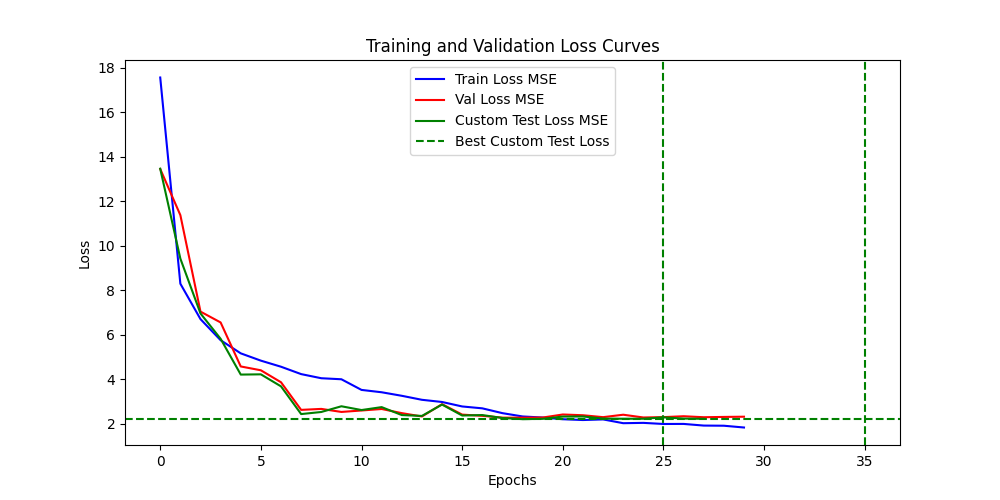 Training and Validation Loss Curves
Train Loss MSE
Val Loss MSE
Custom Test Loss MSE
Best Custom Test Loss
Loss
18
16
14
12
10
8
6
4
2
0 5 10 15 20 25 30 35
Epochs